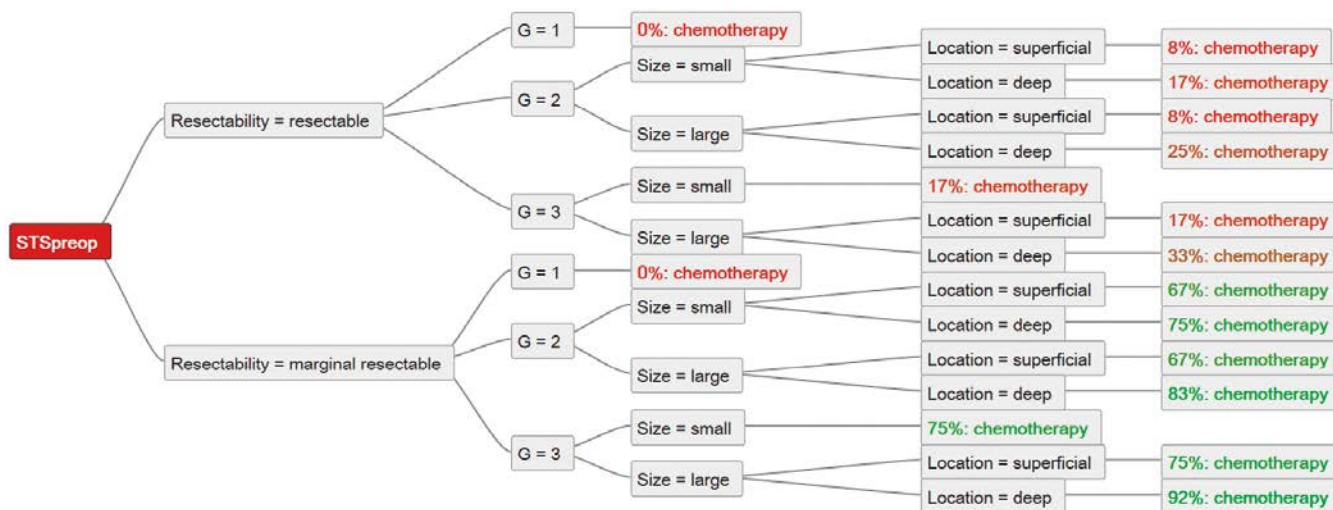 G = 1
0%: chemotherapy
Location = superficial
8%: chemotherapy
Size = small
Location = deep
17%: chemotherapy
G = 2
Resectability = resectable
Location = superficial
8%: chemotherapy
Size = large
Location = deep
25%: chemotherapy
Size = small
17%: chemotherapy
G = 3
Location = superficial
17%: chemotherapy
Size = large
STSpreop
Location = deep
33%: chemotherapy
G = 1
0%: chemotherapy
Location = superficial
67%: chemotherapy
Size = small
Location = deep
75%: chemotherapy
G = 2
Resectability = marginal resectable
Location = superficial
67%: chemotherapy
Size = large
Location = deep
83%: chemotherapy
Size = small
75%: chemotherapy
G = 3
Location = superficial
75%: chemotherapy
Size = large
Location = deep
92%: chemotherapy